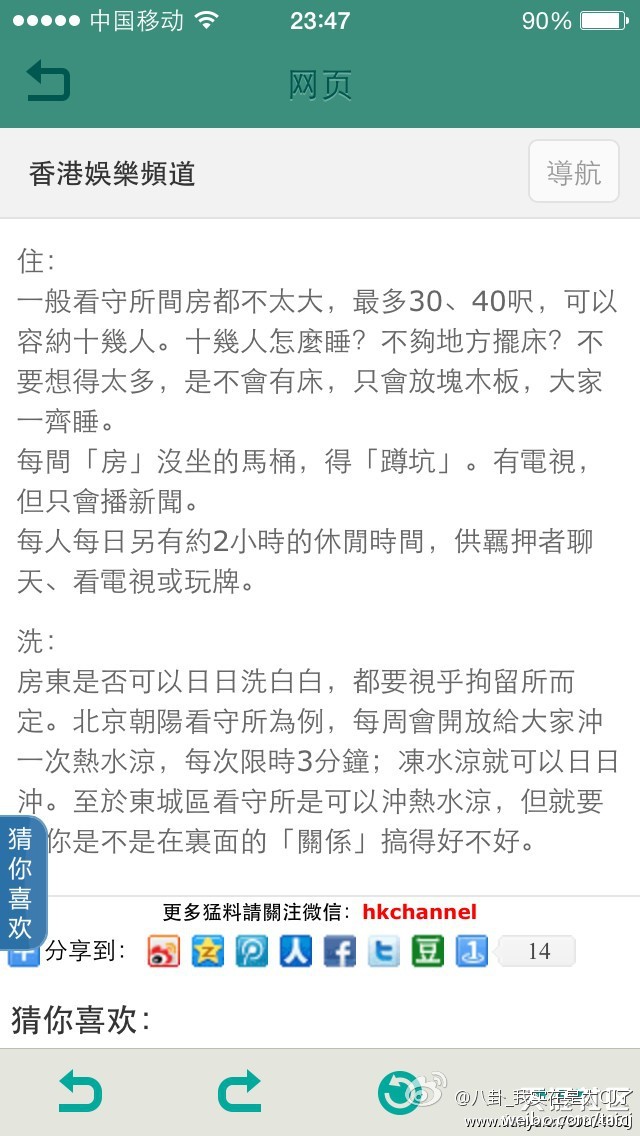 中国移动
23:47
90%
网页
香港娛樂頻道
導航
住：
一般看守所間房都不太大，最多30、40呎，可以
容納十幾人。十幾人怎麼睡？不夠地方擺床？不
要想得太多，是不會有床，只會放塊木板，大家
一齊睡。
每間「房」沒坐的馬桶，得「蹲坑」。有電視，
但只會播新聞。
每人每日另有約2小時的休閒時間，供羈押者聊
天、看電視或玩牌。
洗：
房東是否可以日日洗白白，都要視乎拘留所而
定。北京朝陽看守所為例，每周會開放給大家沖
一次熱水涼，每次限時3分鐘；凍水涼就可以日日
沖。至於東城區看守所是可以沖熱水涼，但就要
你是不是在裏面的「關係」搞得好不好。
猜你喜欢
更多猛料請關注微信：hkchannel
分享到：
14
猜你喜欢：
@八卦_我实在是太CJ了